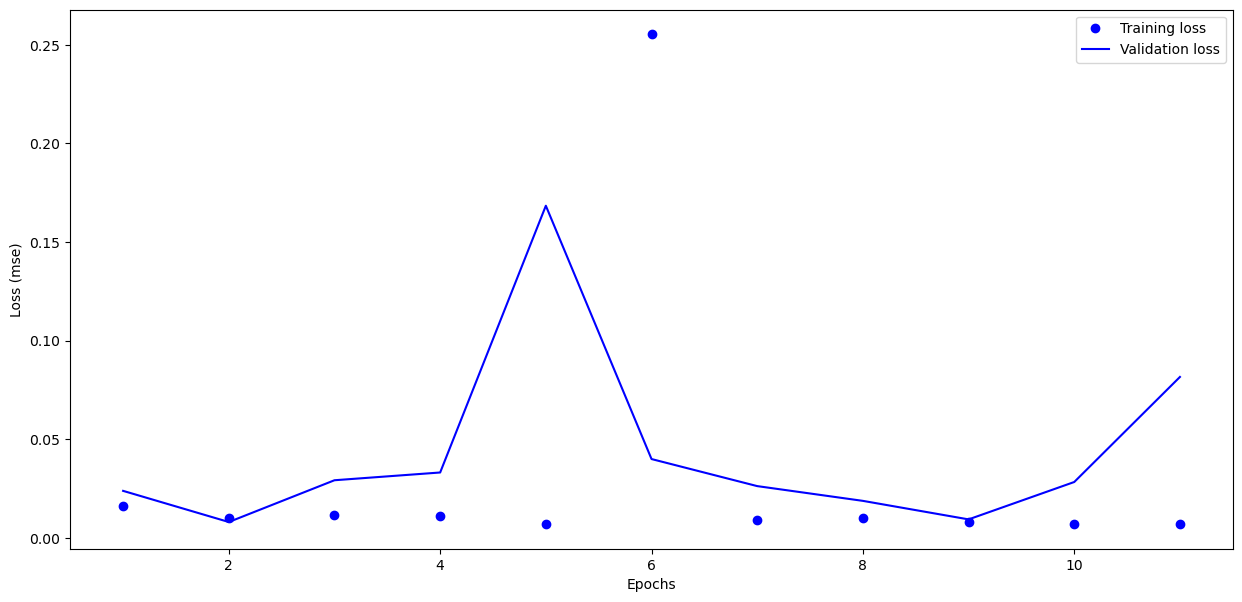 Training loss
Validation loss
0.25
0.20
0.15
0.10
0.05
0.00
Loss (mse)
2 4 6 8 10
Epochs